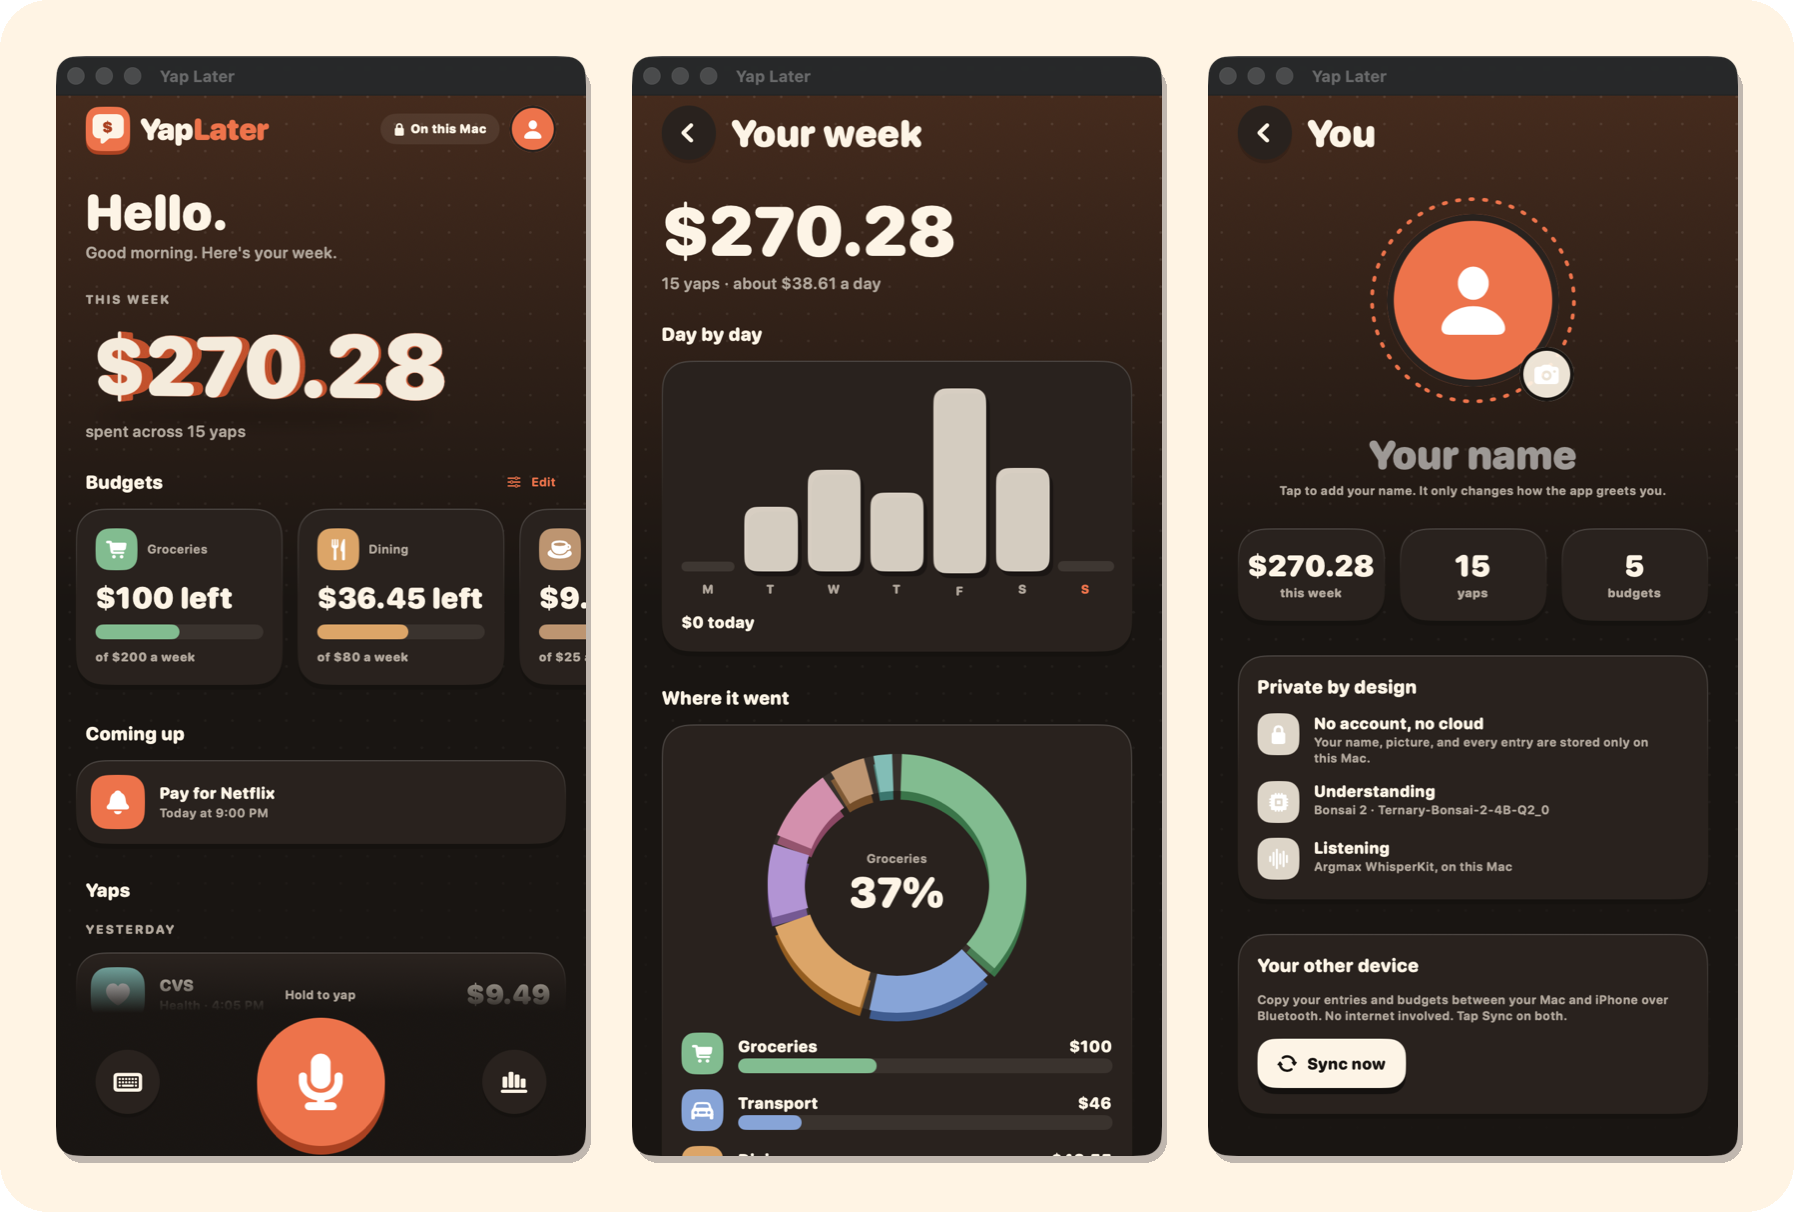 Yap Later
$
YapLater
On this Mac
Hello.
Good morning. Here's your week.
THIS WEEK
$270.28
spent across 15 yaps
Budgets
Edit
Groceries
$100 left
of $200 a week
Dining
$36.45 left
of $80 a week
$9.
of $25
Coming up
Pay for Netflix
Today at 9:00 PM
Yaps
YESTERDAY
CVS
Health · 4:05 PM
$9.49
Hold to yap
Yap Later
Your week
$270.28
15 yaps · about $38.61 a day
Day by day
M T W T F S S
$0 today
Where it went
Groceries
37%
Groceries $100
Transport $46
Yap Later
You
Your name
Tap to add your name. It only changes how the app greets you.
$270.28
this week
15
yaps
5
budgets
Private by design
No account, no cloud
Your name, picture, and every entry are stored only on
this Mac.
Understanding
Bonsai 2 · Ternary-Bonsai-2-4B-Q2_0
Listening
Argmax WhisperKit, on this Mac
Your other device
Copy your entries and budgets between your Mac and iPhone over
Bluetooth. No internet involved. Tap Sync on both.
Sync now